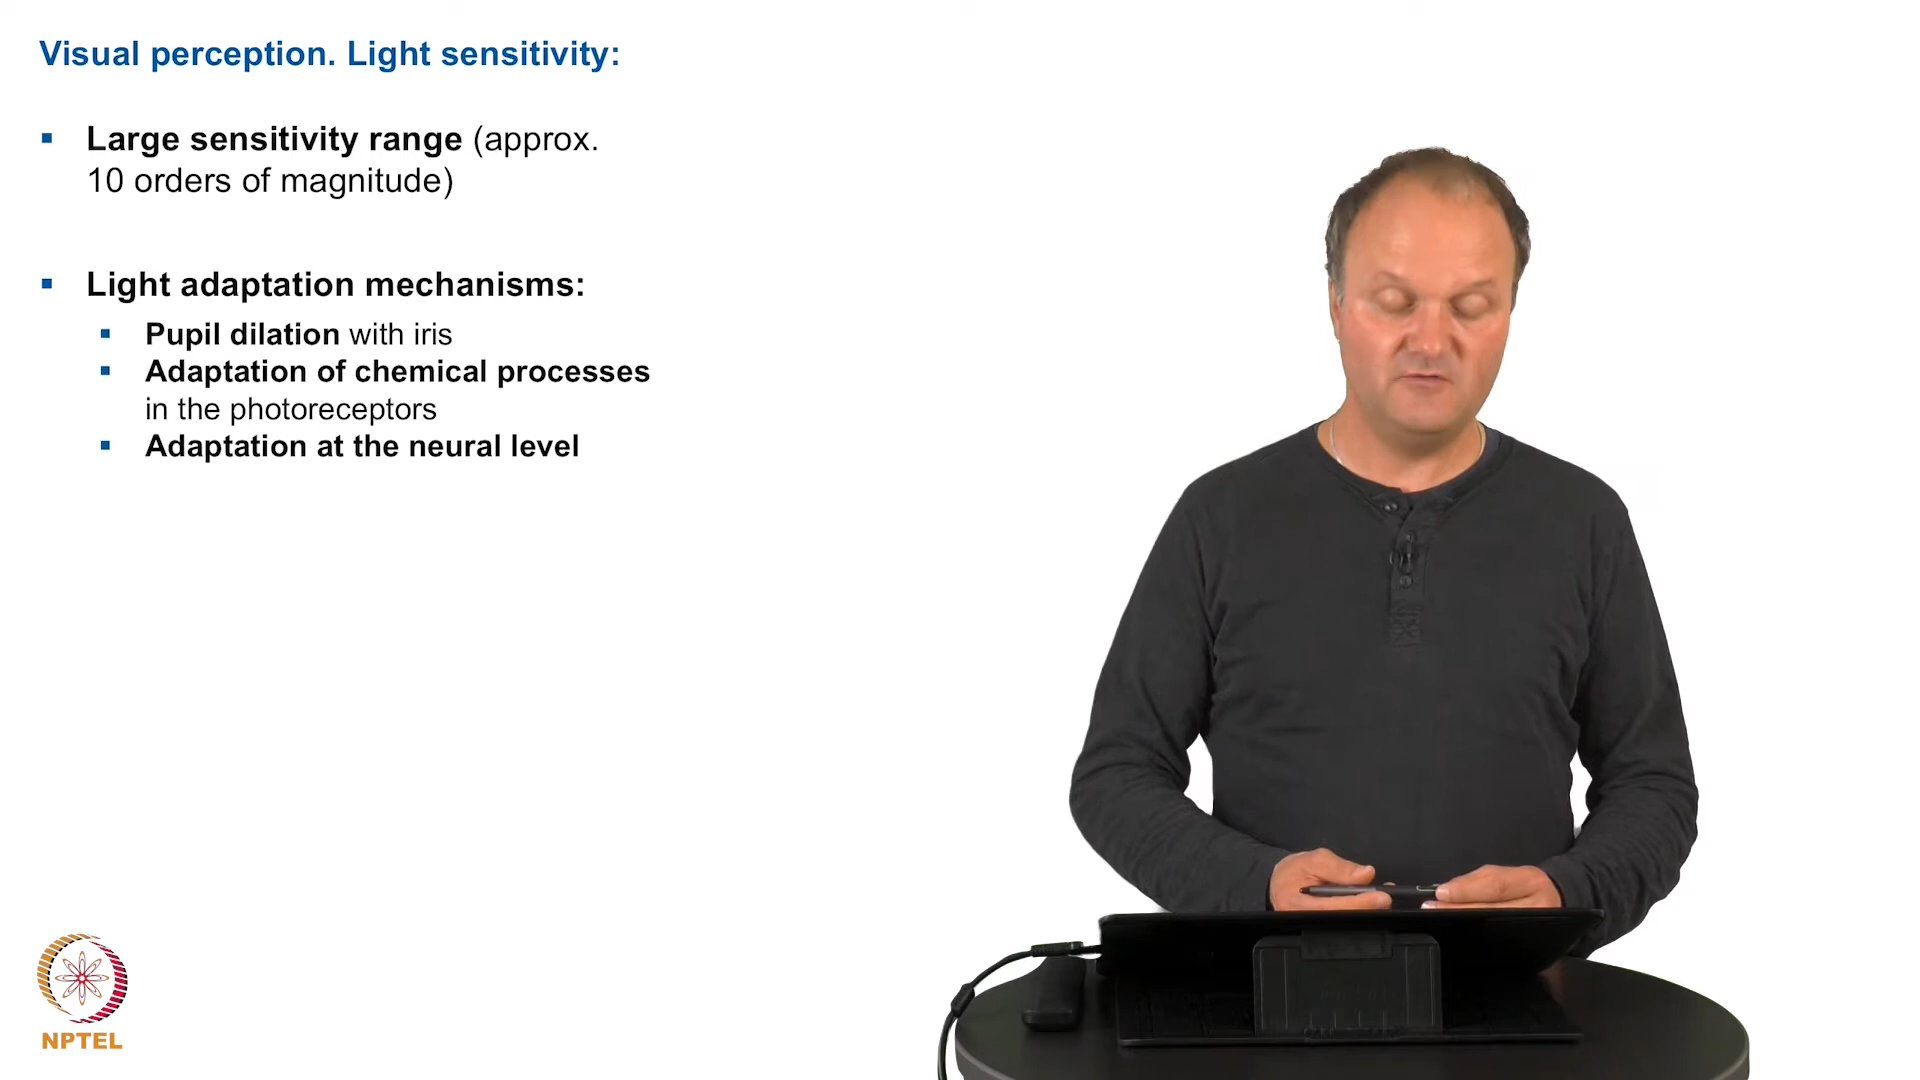 Visual perception. Light sensitivity:
▪ Large sensitivity range (approx.
10 orders of magnitude)
▪ Light adaptation mechanisms:
▪ Pupil dilation with iris
▪ Adaptation of chemical processes
in the photoreceptors
▪ Adaptation at the neural level
NPTEL